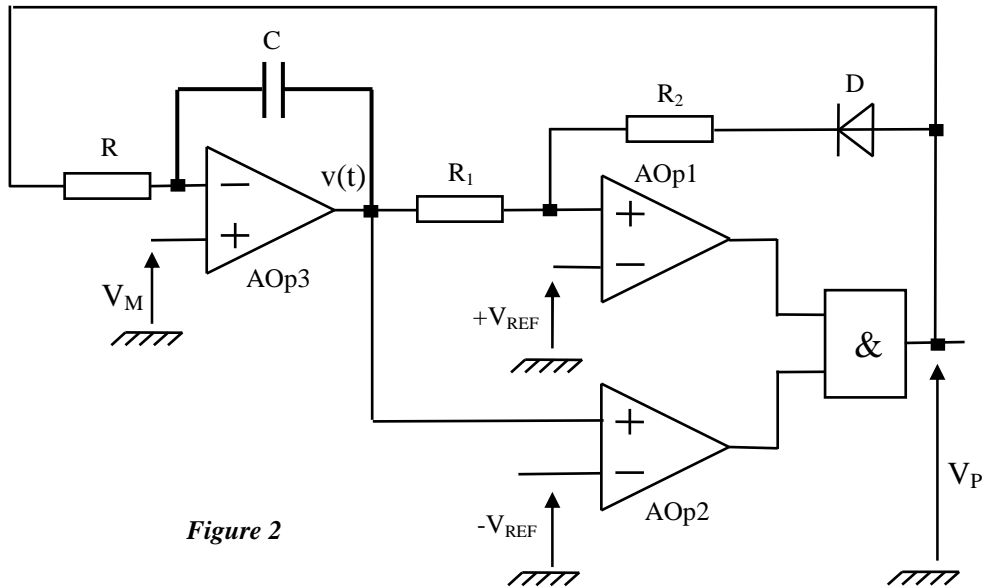 C
D
R₂
R
AOp1
v(t)
R₁
−
+
+
−
AOp3
V_M
+V_REF
&
+
−
AOp2
V_P
Figure 2
-V_REF